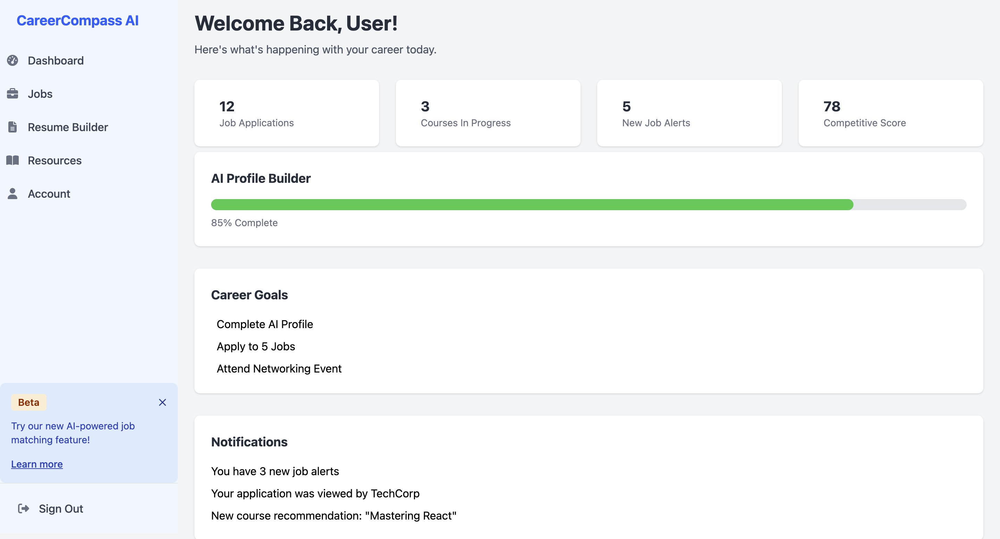 CareerCompass AI
Dashboard
Jobs
Resume Builder
Resources
Account
Beta
Try our new AI-powered job
matching feature!
Learn more
Sign Out
Welcome Back, User!
Here's what's happening with your career today.
12
Job Applications
3
Courses In Progress
5
New Job Alerts
78
Competitive Score
AI Profile Builder
85% Complete
Career Goals
Complete AI Profile
Apply to 5 Jobs
Attend Networking Event
Notifications
You have 3 new job alerts
Your application was viewed by TechCorp
New course recommendation: "Mastering React"